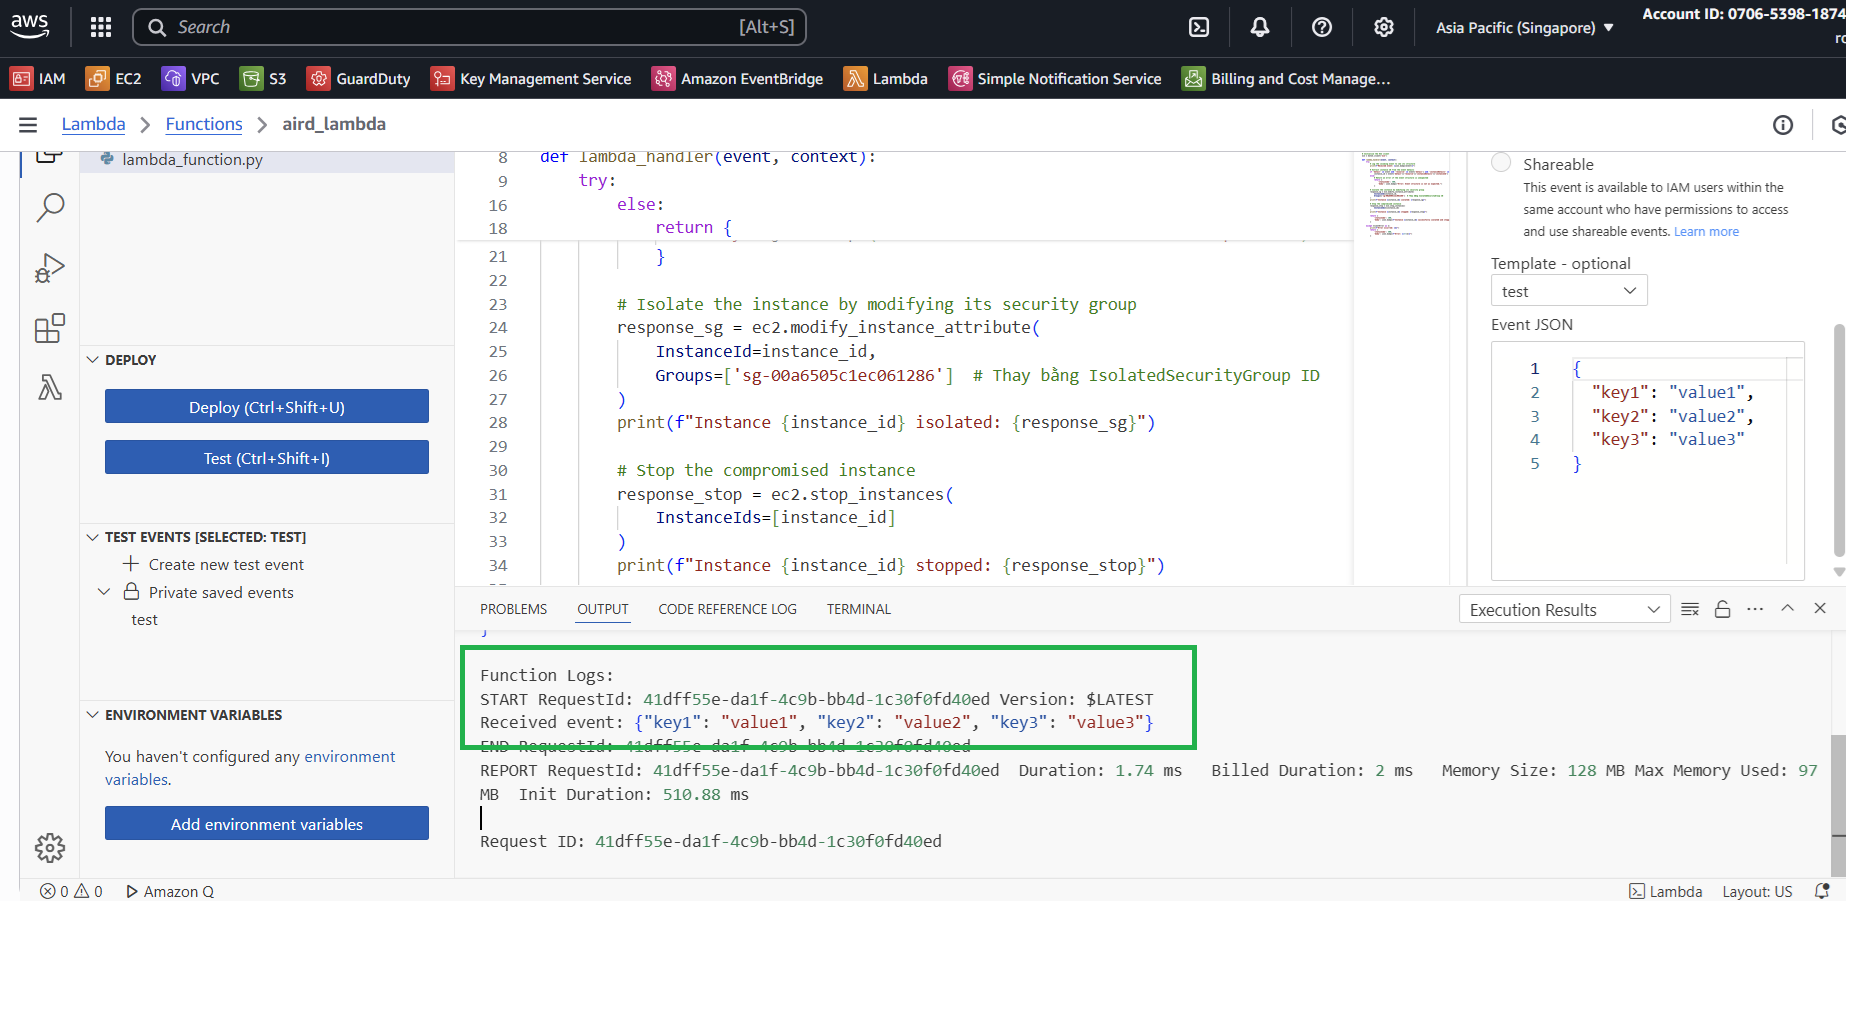 aws
Search
[Alt+S]
Asia Pacific (Singapore)
Account ID: 0706-5398-1874
IAM
EC2
VPC
S3
GuardDuty
Key Management Service
Amazon EventBridge
Lambda
Simple Notification Service
Billing and Cost Manage...
Lambda
Functions
aird_lambda
lambda_function.py
DEPLOY
Deploy (Ctrl+Shift+U)
Test (Ctrl+Shift+I)
TEST EVENTS [SELECTED: TEST]
Create new test event
Private saved events
test
ENVIRONMENT VARIABLES
You haven't configured any environment
variables.
Add environment variables
8 def lambda_handler(event, context):
9 try:
16 else:
18 return {
21 }
22
23 # Isolate the instance by modifying its security group
24 response_sg = ec2.modify_instance_attribute(
25 InstanceId=instance_id,
26 Groups=['sg-00a6505c1ec061286'] # Thay bằng IsolatedSecurityGroup ID
27 )
28 print(f"Instance {instance_id} isolated: {response_sg}")
29
30 # Stop the compromised instance
31 response_stop = ec2.stop_instances(
32 InstanceIds=[instance_id]
33 )
34 print(f"Instance {instance_id} stopped: {response_stop}")
Shareable
This event is available to IAM users within the
same account who have permissions to access
and use shareable events. Learn more
Template - optional
test
Event JSON
1 {
2 "key1": "value1",
3 "key2": "value2",
4 "key3": "value3"
5 }
PROBLEMS
OUTPUT
CODE REFERENCE LOG
TERMINAL
Execution Results
}
Function Logs:
START RequestId: 41dff55e-da1f-4c9b-bb4d-1c30f0fd40ed Version: $LATEST
Received event: {"key1": "value1", "key2": "value2", "key3": "value3"}
END RequestId: 41dff55e-da1f-4c9b-bb4d-1c30f0fd40ed
REPORT RequestId: 41dff55e-da1f-4c9b-bb4d-1c30f0fd40ed Duration: 1.74 ms Billed Duration: 2 ms Memory Size: 128 MB Max Memory Used: 97
MB Init Duration: 510.88 ms
Request ID: 41dff55e-da1f-4c9b-bb4d-1c30f0fd40ed
0
0
Amazon Q
Lambda
Layout: US